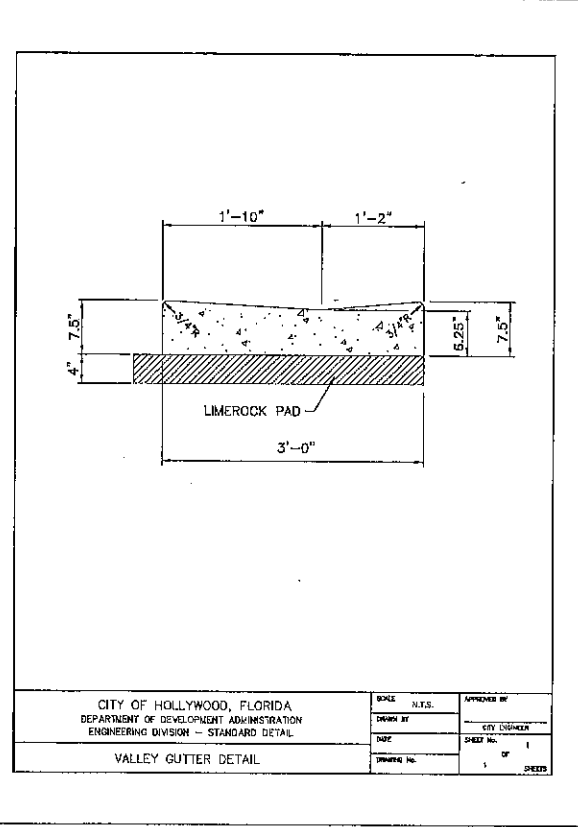 1'-10" 1'-2"
7.5" 3/4"R 3/4"R 6.25" 7.5"
4"
LIMEROCK PAD
3'-0"
CITY OF HOLLYWOOD, FLORIDA
DEPARTMENT OF DEVELOPMENT ADMINISTRATION
ENGINEERING DIVISION - STANDARD DETAIL
VALLEY GUTTER DETAIL
SCALE N.T.S.
DRAWN BY
DATE
DRAWING No.
APPROVED BY
CITY ENGINEER
SHEET No. 1
OF
1 SHEETS